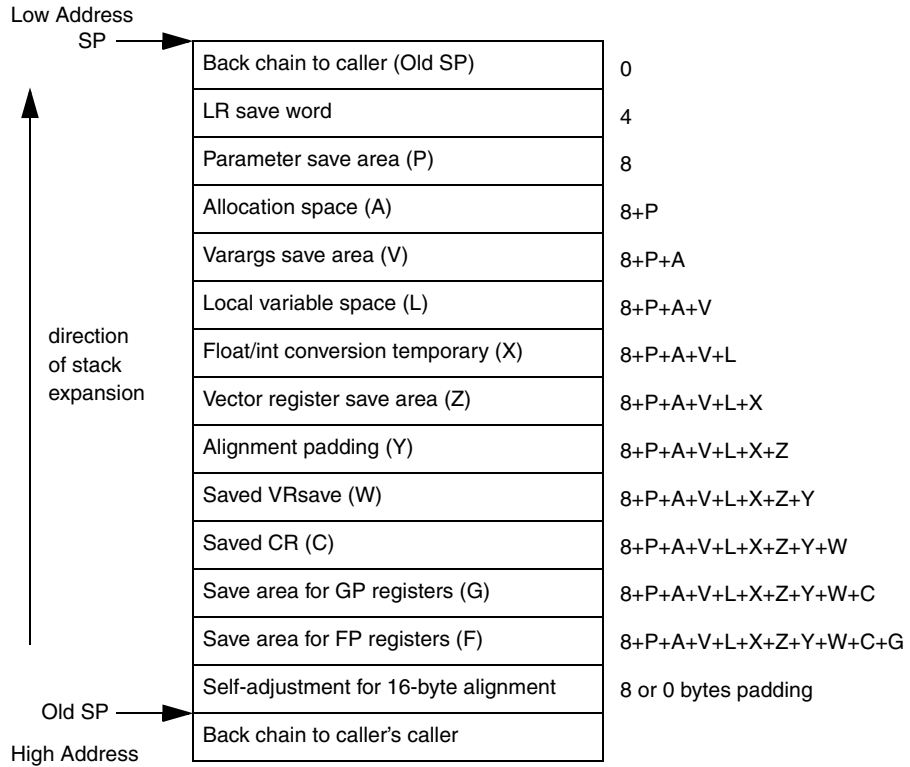 Low Address
SP
Back chain to caller (Old SP) 0
LR save word 4
Parameter save area (P) 8
Allocation space (A) 8+P
Varargs save area (V) 8+P+A
Local variable space (L) 8+P+A+V
direction
of stack
expansion
Float/int conversion temporary (X) 8+P+A+V+L
Vector register save area (Z) 8+P+A+V+L+X
Alignment padding (Y) 8+P+A+V+L+X+Z
Saved VRsave (W) 8+P+A+V+L+X+Z+Y
Saved CR (C) 8+P+A+V+L+X+Z+Y+W
Save area for GP registers (G) 8+P+A+V+L+X+Z+Y+W+C
Save area for FP registers (F) 8+P+A+V+L+X+Z+Y+W+C+G
Self-adjustment for 16-byte alignment 8 or 0 bytes padding
Old SP
Back chain to caller's caller
High Address